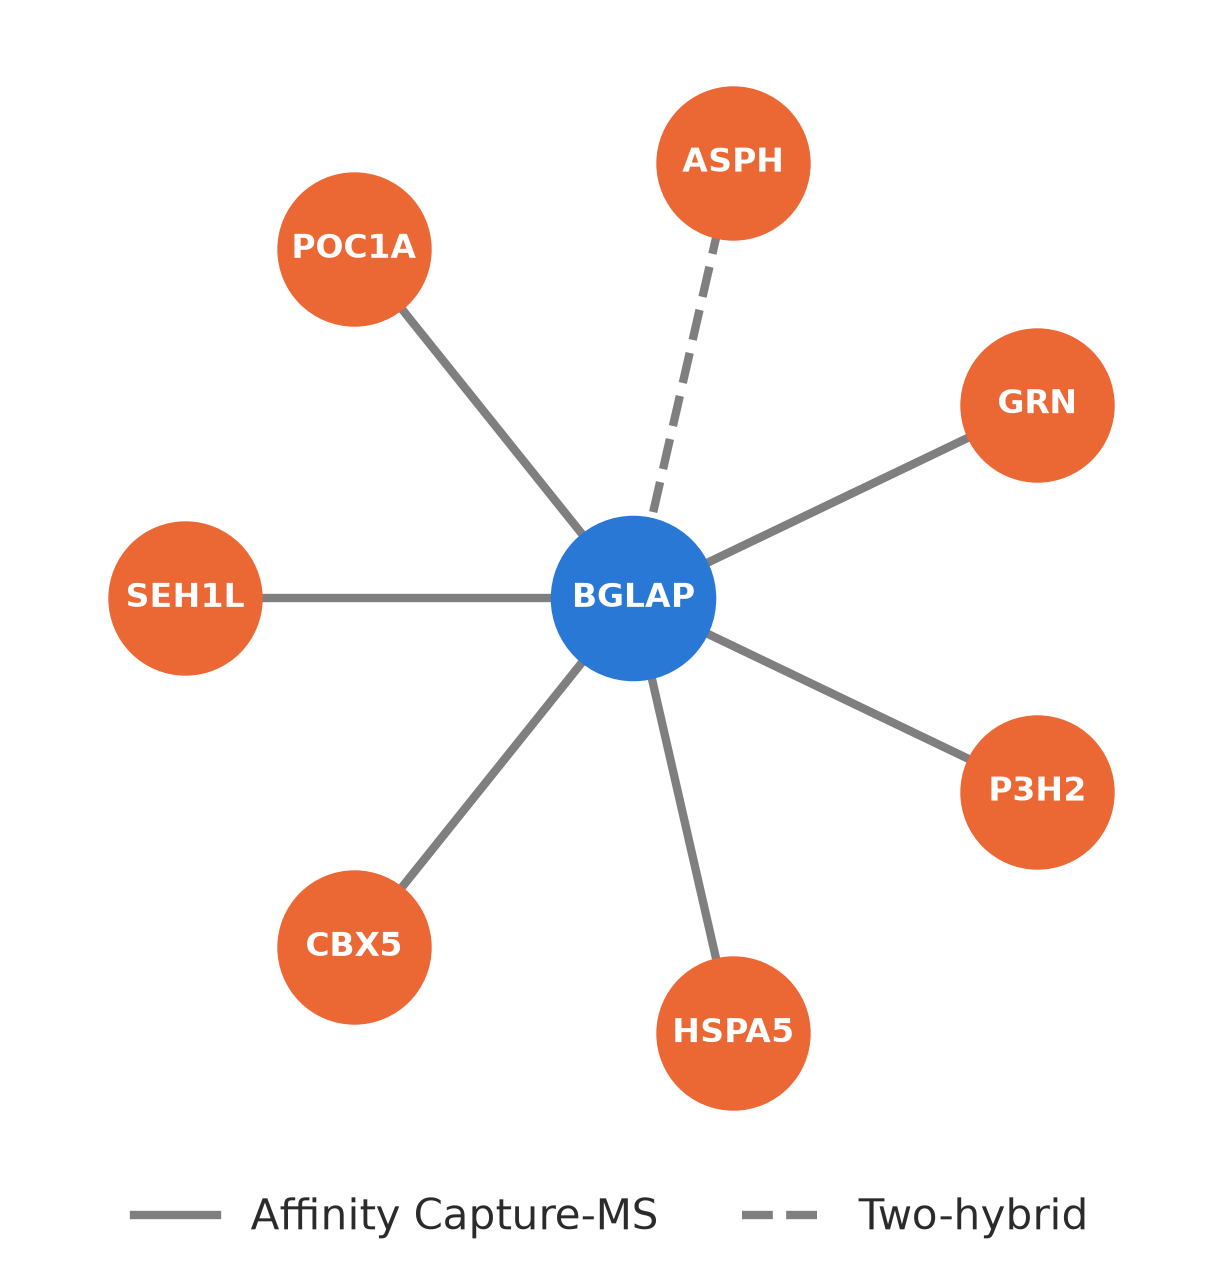 ASPH
POC1A
GRN
SEH1L
BGLAP
P3H2
CBX5
HSPA5
Affinity Capture-MS
Two-hybrid